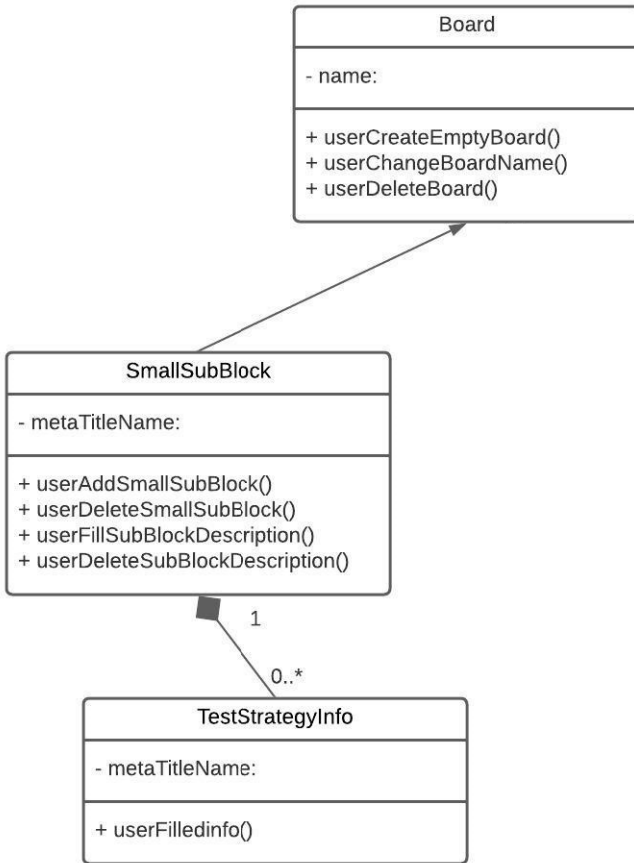 Board
- name:
+ userCreateEmptyBoard()
+ userChangeBoardName()
+ userDeleteBoard()
SmallSubBlock
- metaTitleName:
+ userAddSmallSubBlock()
+ userDeleteSmallSubBlock()
+ userFillSubBlockDescription()
+ userDeleteSubBlockDescription()
1
0..*
TestStrategyInfo
- metaTitleName:
+ userFilledinfo()